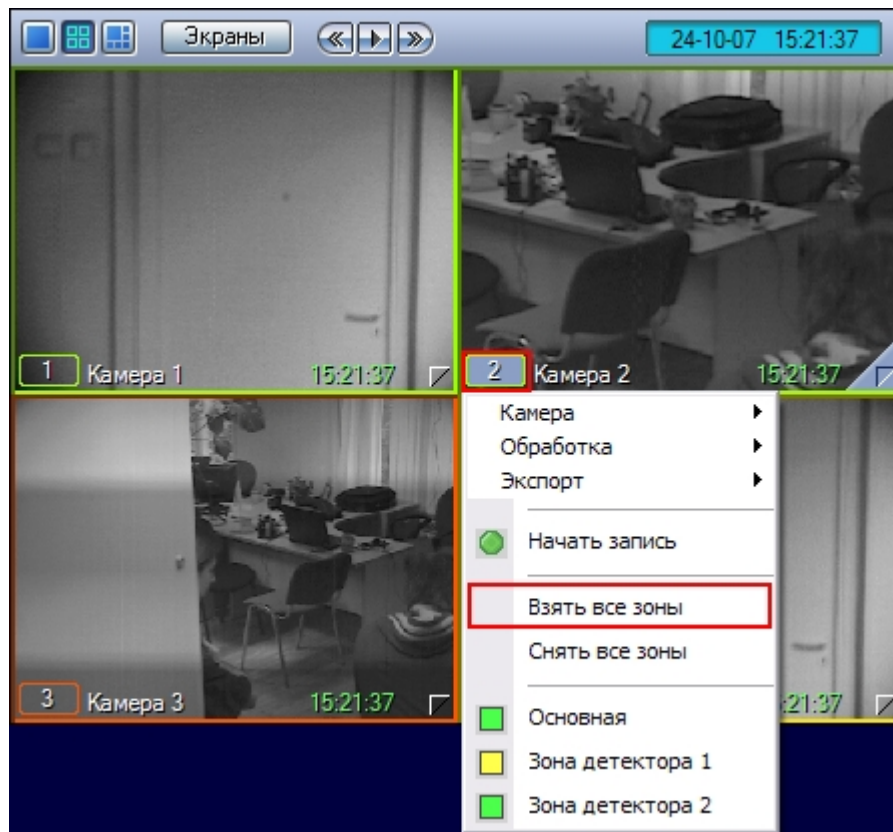 Экраны
24-10-07 15:21:37
1 Камера 1 15:21:37
2 Камера 2 15:21:37
Камера
Обработка
Экспорт
Начать запись
Взять все зоны
Снять все зоны
3 Камера 3 15:21:37
:21:37
Основная
Зона детектора 1
Зона детектора 2